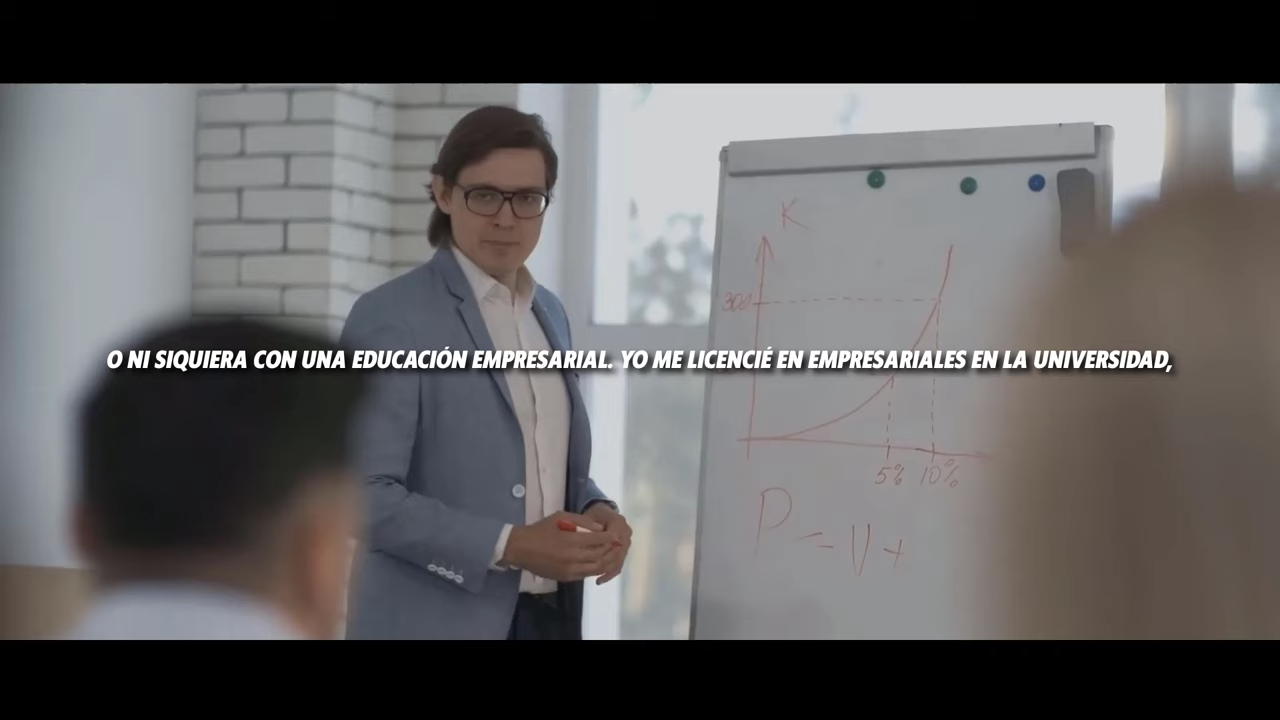 K
300
O NI SIQUIERA CON UNA EDUCACIÓN EMPRESARIAL. YO ME LICENCIÉ EN EMPRESARIALES EN LA UNIVERSIDAD,
5% 10%